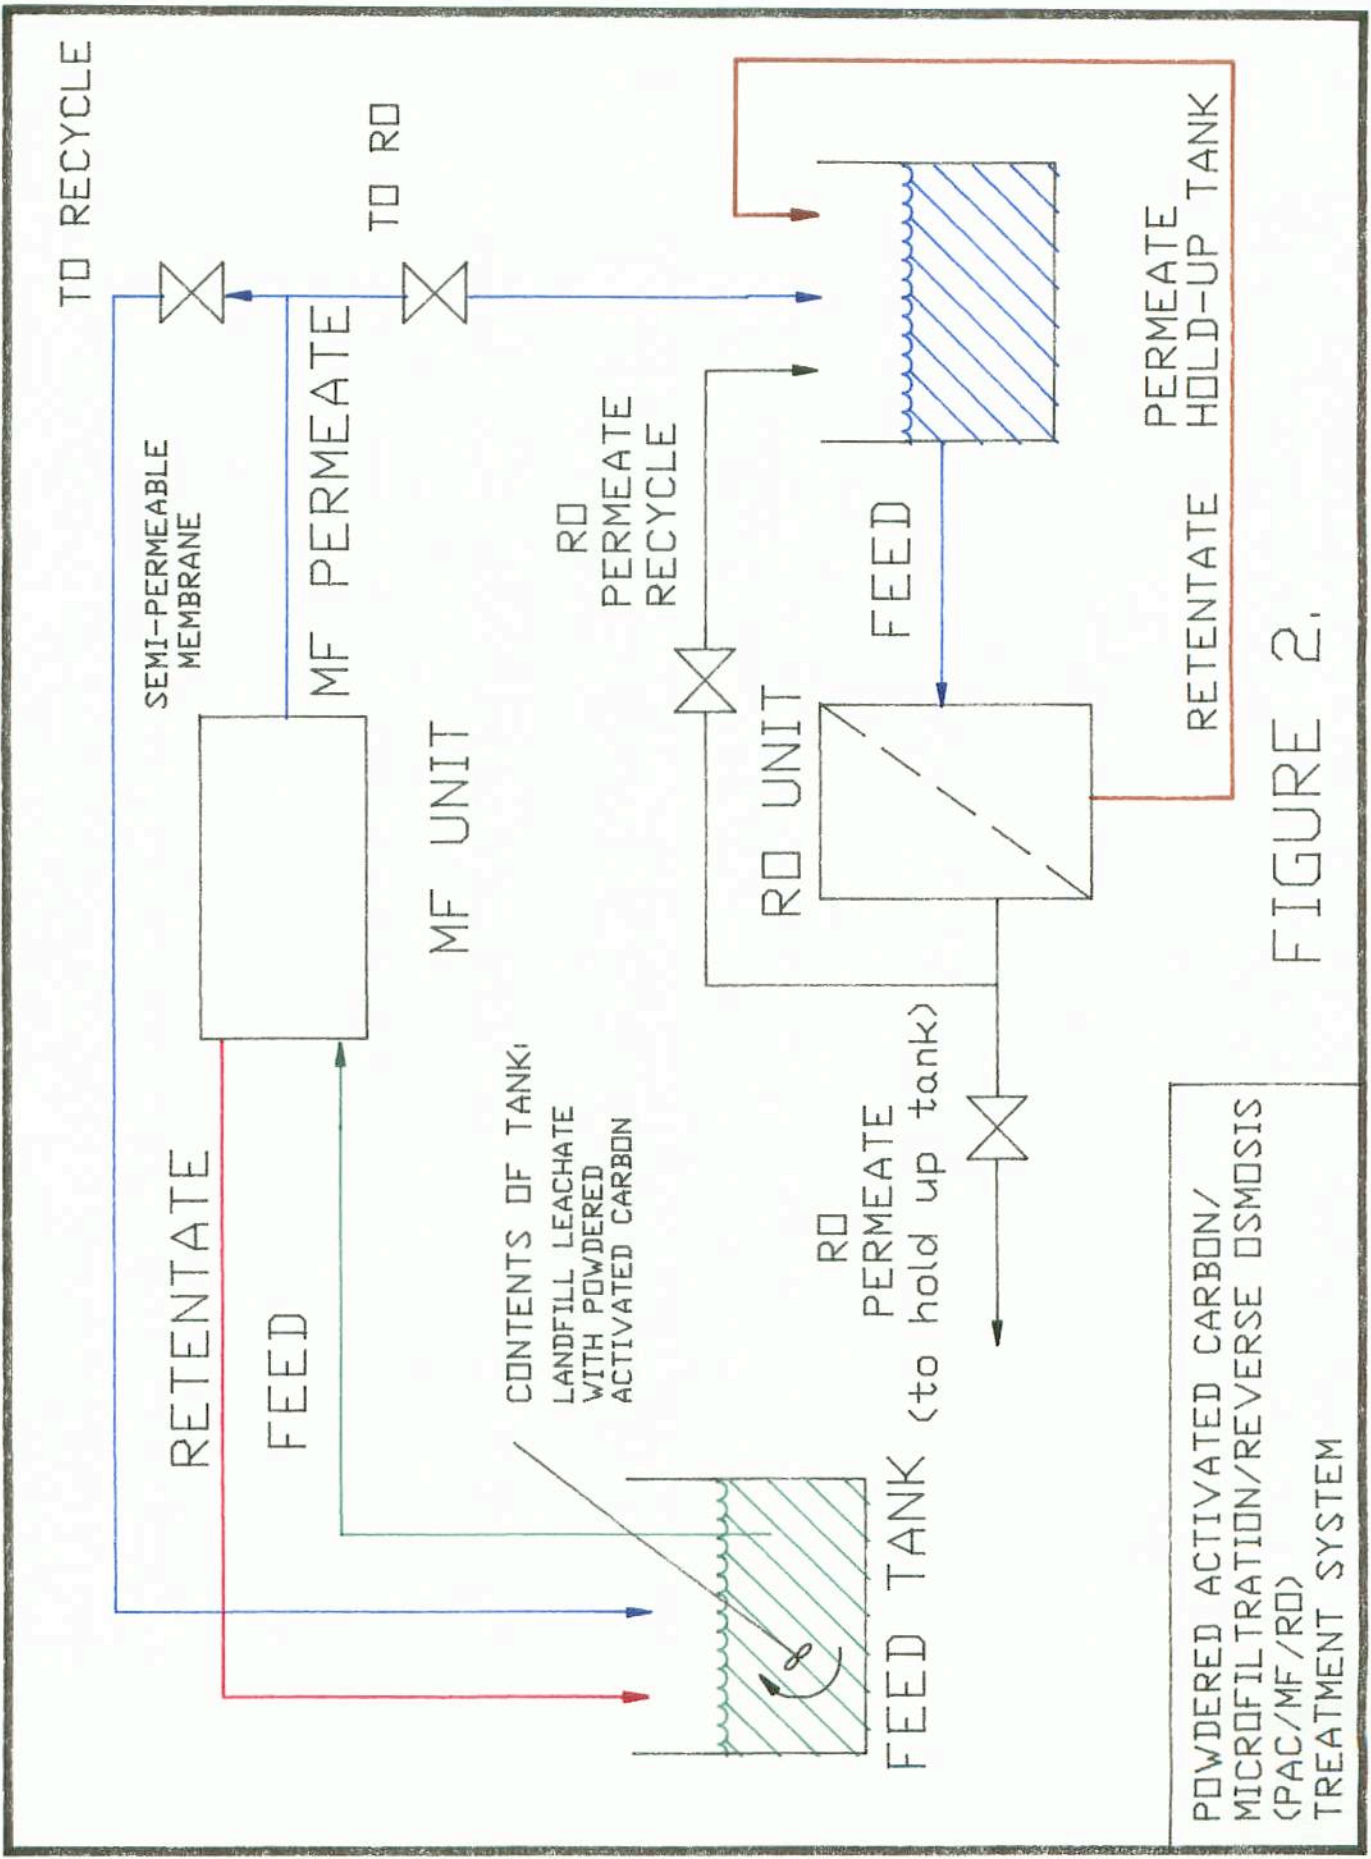 TO RECYCLE
TO RO
SEMI-PERMEABLE
MEMBRANE
MF PERMEATE
MF UNIT
RETENTATE
FEED
CONTENTS OF TANK:
LANDFILL LEACHATE
WITH POWDERED
ACTIVATED CARBON
FEED TANK
RO
PERMEATE
RECYCLE
RO UNIT
FEED
RO
PERMEATE
(to hold up tank)
PERMEATE
HOLD-UP TANK
RETENTATE
FIGURE 2.
POWDERED ACTIVATED CARBON/
MICROFILTRATION/REVERSE OSMOSIS
(PAC/MF/RO)
TREATMENT SYSTEM